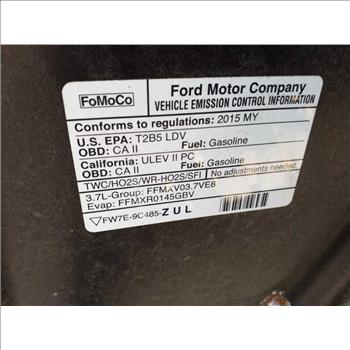 FoMoCo
Ford Motor Company
VEHICLE EMISSION CONTROL INFORMATION
Conforms to regulations: 2015 MY
U.S. EPA: T2B5 LDV
OBD: CA II Fuel: Gasoline
California: ULEV II PC
OBD: CA II Fuel: Gasoline
TWC/HO2S/WR-HO2S/SFI No adjustments needed.
3.7L-Group: FFMXV03.7VE8
Evap: FFMXR0145GBV
FW7E-9C485-ZUL